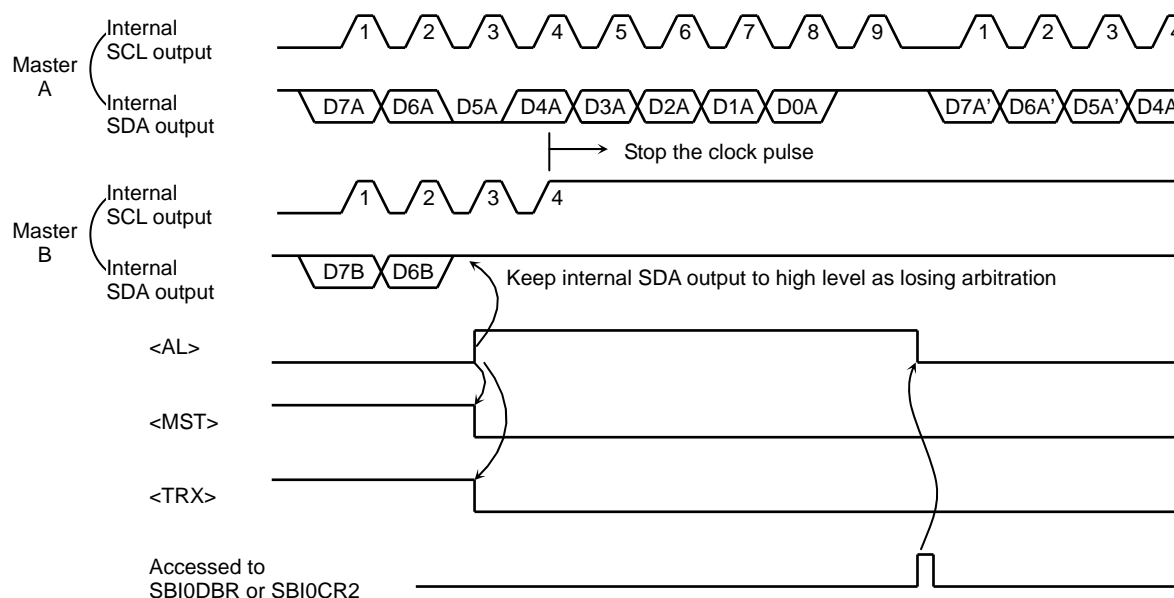 Master
A
Internal
SCL output
1 2 3 4 5 6 7 8 9 1 2 3 4
Internal
SDA output
D7A D6A D5A D4A D3A D2A D1A D0A D7A' D6A' D5A' D4A
Stop the clock pulse
Master
B
Internal
SCL output
1 2 3 4
Internal
SDA output
D7B D6B
Keep internal SDA output to high level as losing arbitration
<AL>
<MST>
<TRX>
Accessed to
SBI0DBR or SBI0CR2